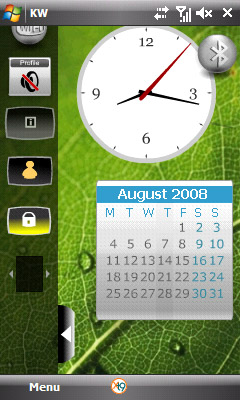 KW
Profile
12
9
3
6
August 2008
M T W T F S S
1 2 3
4 5 6 7 8 9 10
11 12 13 14 15 16 17
18 19 20 21 22 23 24
25 26 27 28 29 30 31
Menu
t9